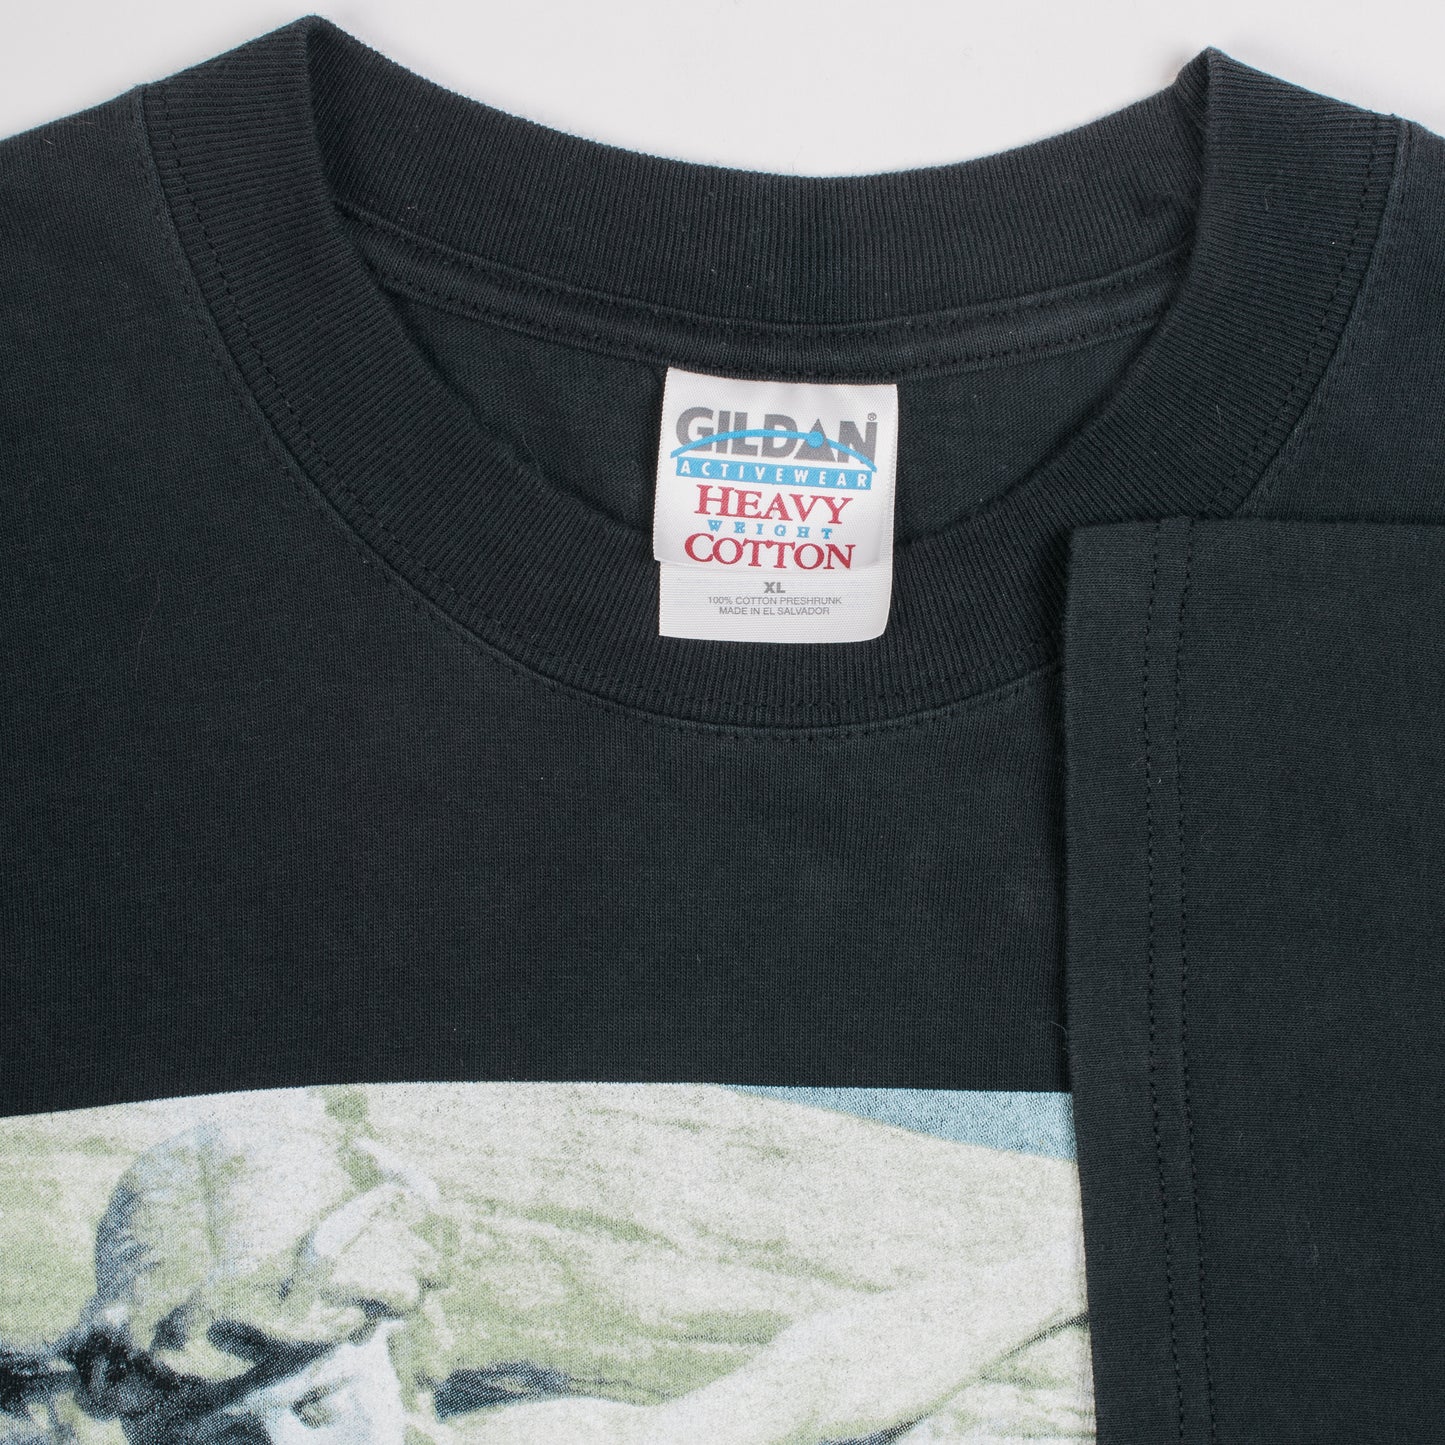 GILDAN®
ACTIVEWEAR
HEAVY
WEIGHT
COTTON
XL
100% COTTON PRESHRUNK
MADE IN EL SALVADOR